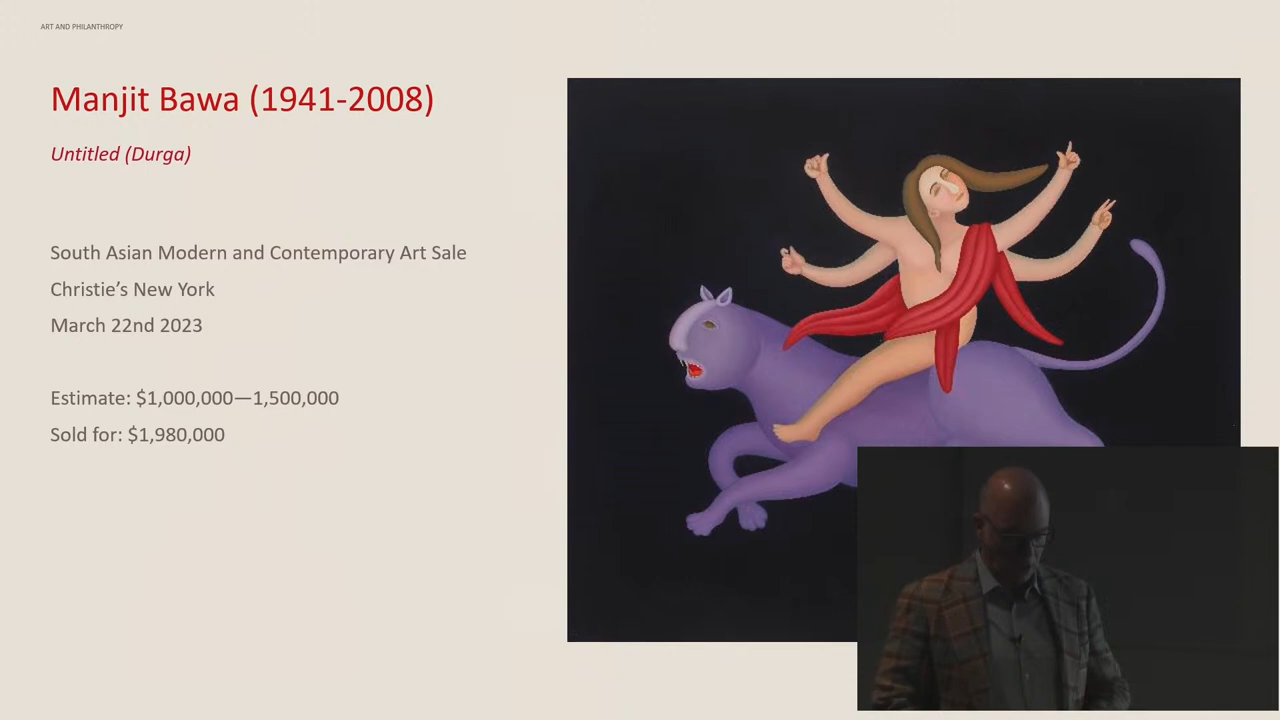 ART AND PHILANTHROPY
Manjit Bawa (1941-2008)
Untitled (Durga)
South Asian Modern and Contemporary Art Sale
Christie’s New York
March 22nd 2023
Estimate: $1,000,000—1,500,000
Sold for: $1,980,000